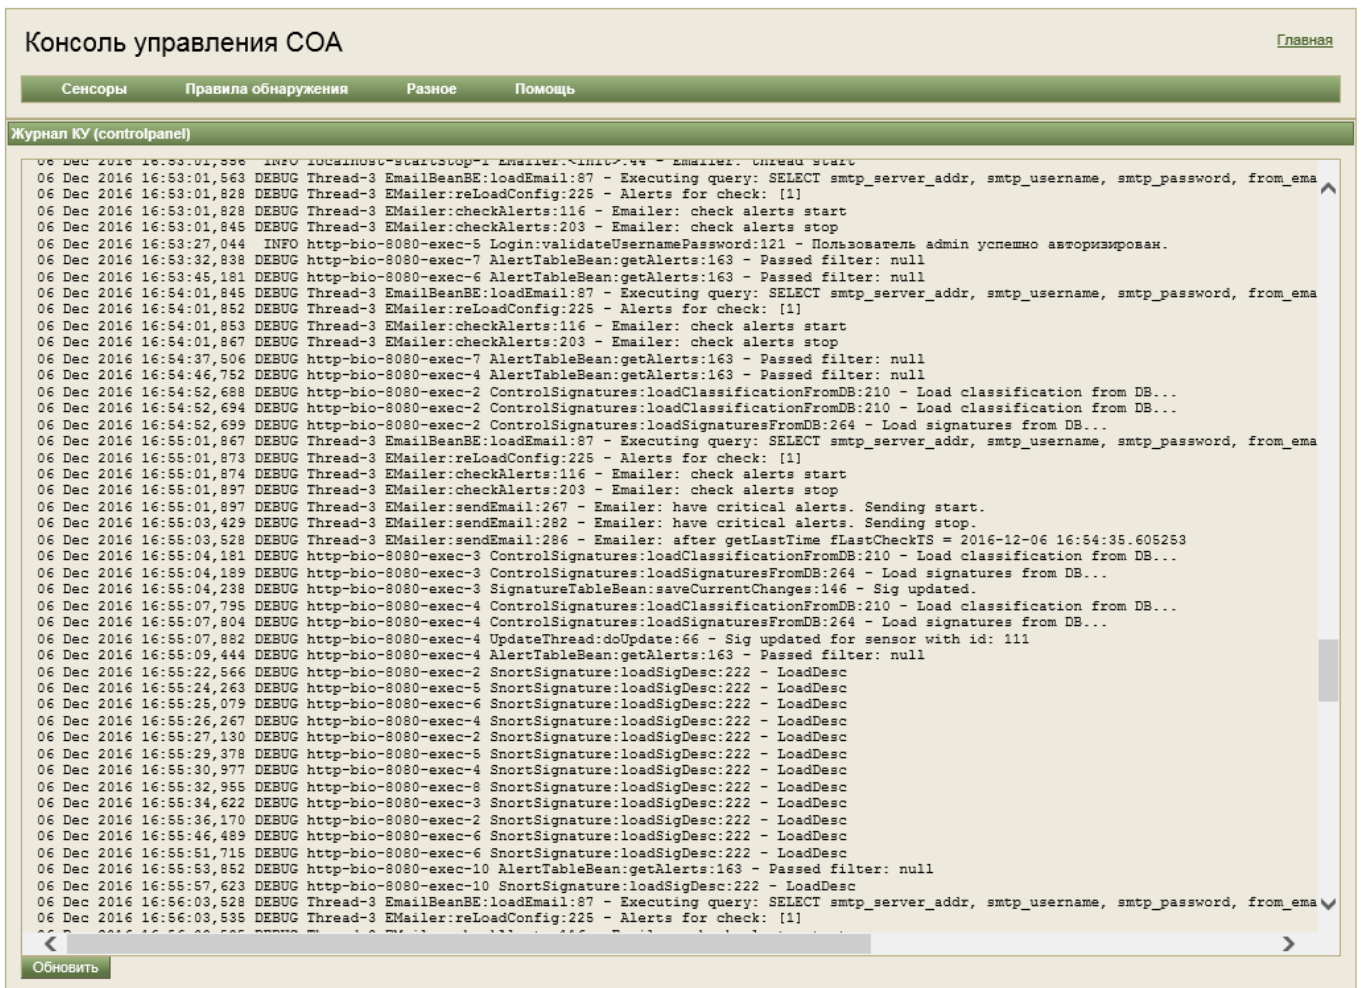 Консоль управления СОА
Главная
Сенсоры Правила обнаружения Разное Помощь
Журнал КУ (controlpanel)
06 Dec 2016 16:53:01,556  INFO localhost-startStop-1 EMailer:<init>:44 - Emailer: thread start
06 Dec 2016 16:53:01,563 DEBUG Thread-3 EmailBeanBE:loadEmail:87 - Executing query: SELECT smtp_server_addr, smtp_username, smtp_password, from_ema
06 Dec 2016 16:53:01,828 DEBUG Thread-3 EMailer:reLoadConfig:225 - Alerts for check: [1]
06 Dec 2016 16:53:01,828 DEBUG Thread-3 EMailer:checkAlerts:116 - Emailer: check alerts start
06 Dec 2016 16:53:01,845 DEBUG Thread-3 EMailer:checkAlerts:203 - Emailer: check alerts stop
06 Dec 2016 16:53:27,044  INFO http-bio-8080-exec-5 Login:validateUsernamePassword:121 - Пользователь admin успешно авторизирован.
06 Dec 2016 16:53:32,838 DEBUG http-bio-8080-exec-7 AlertTableBean:getAlerts:163 - Passed filter: null
06 Dec 2016 16:53:45,181 DEBUG http-bio-8080-exec-6 AlertTableBean:getAlerts:163 - Passed filter: null
06 Dec 2016 16:54:01,845 DEBUG Thread-3 EmailBeanBE:loadEmail:87 - Executing query: SELECT smtp_server_addr, smtp_username, smtp_password, from_ema
06 Dec 2016 16:54:01,852 DEBUG Thread-3 EMailer:reLoadConfig:225 - Alerts for check: [1]
06 Dec 2016 16:54:01,853 DEBUG Thread-3 EMailer:checkAlerts:116 - Emailer: check alerts start
06 Dec 2016 16:54:01,867 DEBUG Thread-3 EMailer:checkAlerts:203 - Emailer: check alerts stop
06 Dec 2016 16:54:37,506 DEBUG http-bio-8080-exec-7 AlertTableBean:getAlerts:163 - Passed filter: null
06 Dec 2016 16:54:46,752 DEBUG http-bio-8080-exec-4 AlertTableBean:getAlerts:163 - Passed filter: null
06 Dec 2016 16:54:52,688 DEBUG http-bio-8080-exec-2 ControlSignatures:loadClassificationFromDB:210 - Load classification from DB...
06 Dec 2016 16:54:52,694 DEBUG http-bio-8080-exec-2 ControlSignatures:loadClassificationFromDB:210 - Load classification from DB...
06 Dec 2016 16:54:52,699 DEBUG http-bio-8080-exec-2 ControlSignatures:loadSignaturesFromDB:264 - Load signatures from DB...
06 Dec 2016 16:55:01,867 DEBUG Thread-3 EmailBeanBE:loadEmail:87 - Executing query: SELECT smtp_server_addr, smtp_username, smtp_password, from_ema
06 Dec 2016 16:55:01,873 DEBUG Thread-3 EMailer:reLoadConfig:225 - Alerts for check: [1]
06 Dec 2016 16:55:01,874 DEBUG Thread-3 EMailer:checkAlerts:116 - Emailer: check alerts start
06 Dec 2016 16:55:01,897 DEBUG Thread-3 EMailer:checkAlerts:203 - Emailer: check alerts stop
06 Dec 2016 16:55:01,897 DEBUG Thread-3 EMailer:sendEmail:267 - Emailer: have critical alerts. Sending start.
06 Dec 2016 16:55:03,429 DEBUG Thread-3 EMailer:sendEmail:282 - Emailer: have critical alerts. Sending stop.
06 Dec 2016 16:55:03,528 DEBUG Thread-3 EMailer:sendEmail:286 - Emailer: after getLastTime fLastCheckTS = 2016-12-06 16:54:35.605253
06 Dec 2016 16:55:04,181 DEBUG http-bio-8080-exec-3 ControlSignatures:loadClassificationFromDB:210 - Load classification from DB...
06 Dec 2016 16:55:04,189 DEBUG http-bio-8080-exec-3 ControlSignatures:loadSignaturesFromDB:264 - Load signatures from DB...
06 Dec 2016 16:55:04,238 DEBUG http-bio-8080-exec-3 SignatureTableBean:saveCurrentChanges:146 - Sig updated.
06 Dec 2016 16:55:07,795 DEBUG http-bio-8080-exec-4 ControlSignatures:loadClassificationFromDB:210 - Load classification from DB...
06 Dec 2016 16:55:07,804 DEBUG http-bio-8080-exec-4 ControlSignatures:loadSignaturesFromDB:264 - Load signatures from DB...
06 Dec 2016 16:55:07,882 DEBUG http-bio-8080-exec-4 UpdateThread:doUpdate:66 - Sig updated for sensor with id: 111
06 Dec 2016 16:55:09,444 DEBUG http-bio-8080-exec-4 AlertTableBean:getAlerts:163 - Passed filter: null
06 Dec 2016 16:55:22,566 DEBUG http-bio-8080-exec-2 SnortSignature:loadSigDesc:222 - LoadDesc
06 Dec 2016 16:55:24,263 DEBUG http-bio-8080-exec-5 SnortSignature:loadSigDesc:222 - LoadDesc
06 Dec 2016 16:55:25,079 DEBUG http-bio-8080-exec-6 SnortSignature:loadSigDesc:222 - LoadDesc
06 Dec 2016 16:55:26,267 DEBUG http-bio-8080-exec-4 SnortSignature:loadSigDesc:222 - LoadDesc
06 Dec 2016 16:55:27,130 DEBUG http-bio-8080-exec-2 SnortSignature:loadSigDesc:222 - LoadDesc
06 Dec 2016 16:55:29,378 DEBUG http-bio-8080-exec-5 SnortSignature:loadSigDesc:222 - LoadDesc
06 Dec 2016 16:55:30,977 DEBUG http-bio-8080-exec-4 SnortSignature:loadSigDesc:222 - LoadDesc
06 Dec 2016 16:55:32,955 DEBUG http-bio-8080-exec-8 SnortSignature:loadSigDesc:222 - LoadDesc
06 Dec 2016 16:55:34,622 DEBUG http-bio-8080-exec-3 SnortSignature:loadSigDesc:222 - LoadDesc
06 Dec 2016 16:55:36,170 DEBUG http-bio-8080-exec-2 SnortSignature:loadSigDesc:222 - LoadDesc
06 Dec 2016 16:55:46,489 DEBUG http-bio-8080-exec-6 SnortSignature:loadSigDesc:222 - LoadDesc
06 Dec 2016 16:55:51,715 DEBUG http-bio-8080-exec-6 SnortSignature:loadSigDesc:222 - LoadDesc
06 Dec 2016 16:55:53,852 DEBUG http-bio-8080-exec-10 AlertTableBean:getAlerts:163 - Passed filter: null
06 Dec 2016 16:55:57,623 DEBUG http-bio-8080-exec-10 SnortSignature:loadSigDesc:222 - LoadDesc
06 Dec 2016 16:56:03,528 DEBUG Thread-3 EmailBeanBE:loadEmail:87 - Executing query: SELECT smtp_server_addr, smtp_username, smtp_password, from_ema
06 Dec 2016 16:56:03,535 DEBUG Thread-3 EMailer:reLoadConfig:225 - Alerts for check: [1]
Обновить